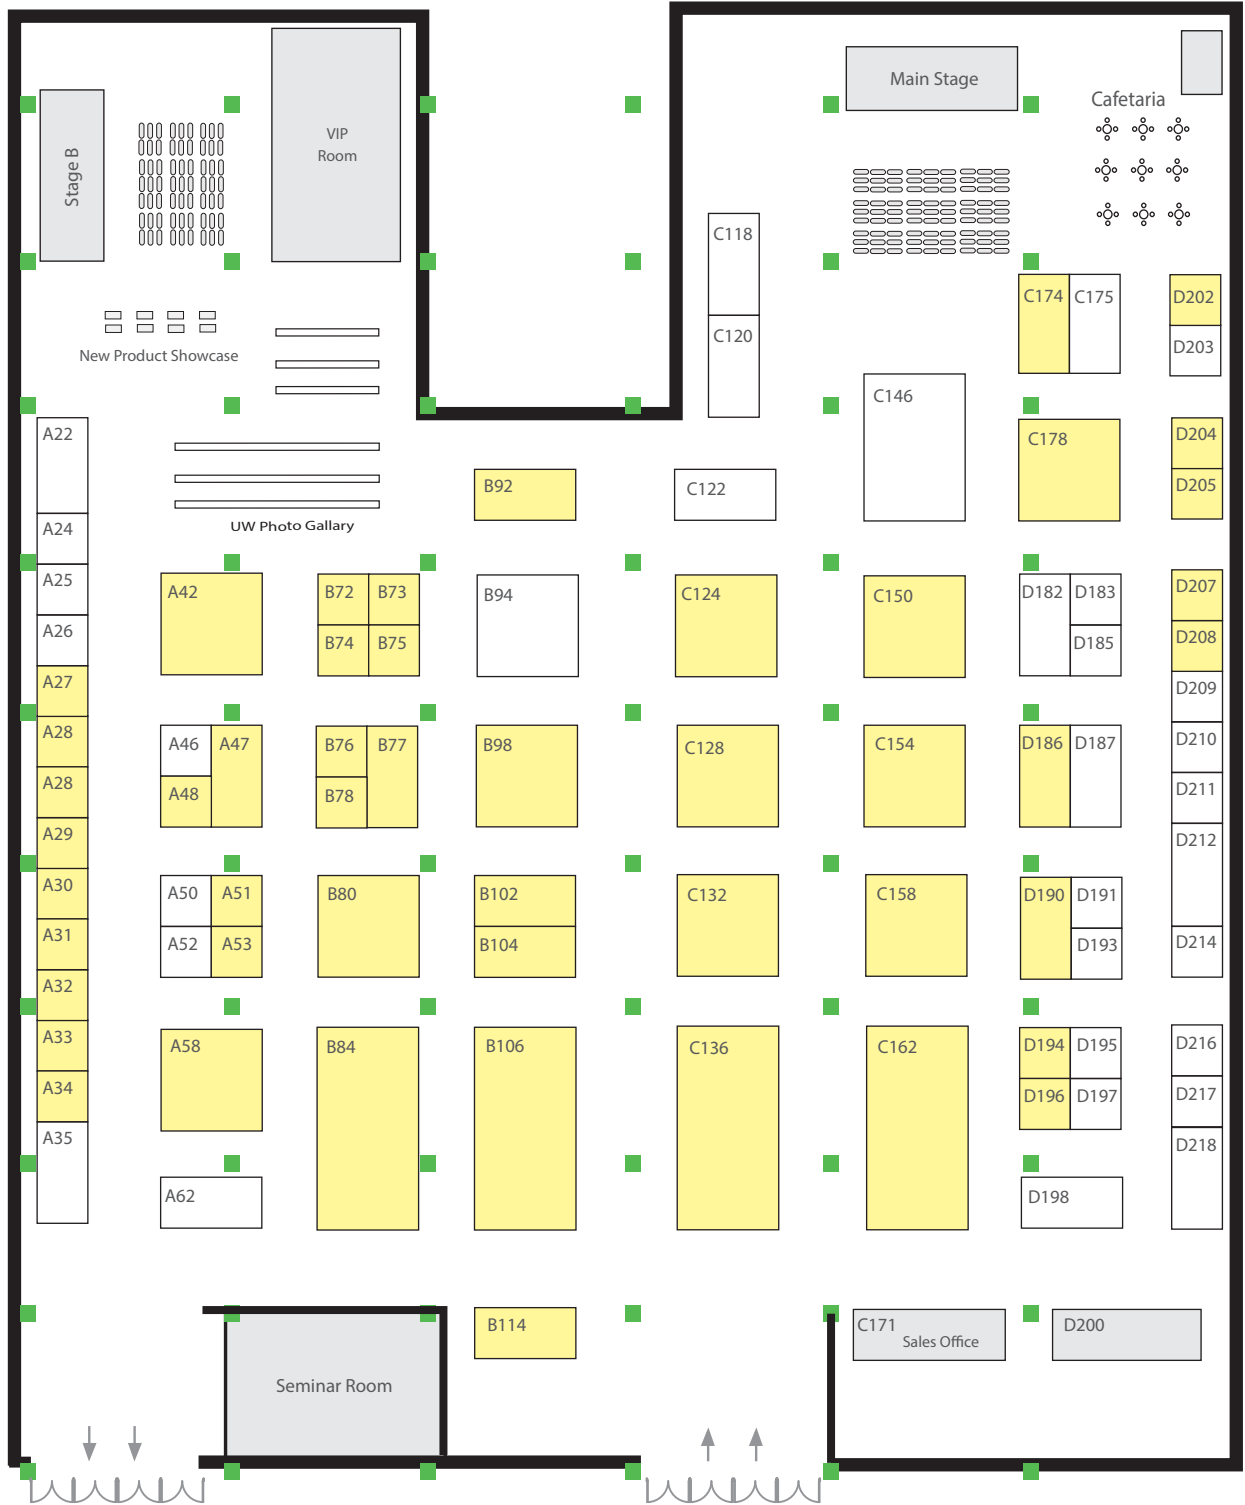 Main Stage
Cafetaria
VIP
Room
Stage B
C118
C174
C175
D202
C120
D203
New Product Showcase
C146
A22
C178
D204
B92
C122
D205
A24
UW Photo Gallary
A25
A42
B72
B73
B94
C124
C150
D182
D183
D207
A26
B74
B75
D185
D208
A27
D209
A28
A46
A47
B76
B77
B98
C128
C154
D186
D187
D210
A28
A48
B78
D211
A29
D212
A30
A50
A51
B80
B102
C132
C158
D190
D191
A31
A52
A53
B104
D193
D214
A32
A33
A58
B84
B106
C136
C162
D194
D195
D216
A34
D196
D197
D217
A35
D218
A62
D198
B114
C171
Sales Office
D200
Seminar Room